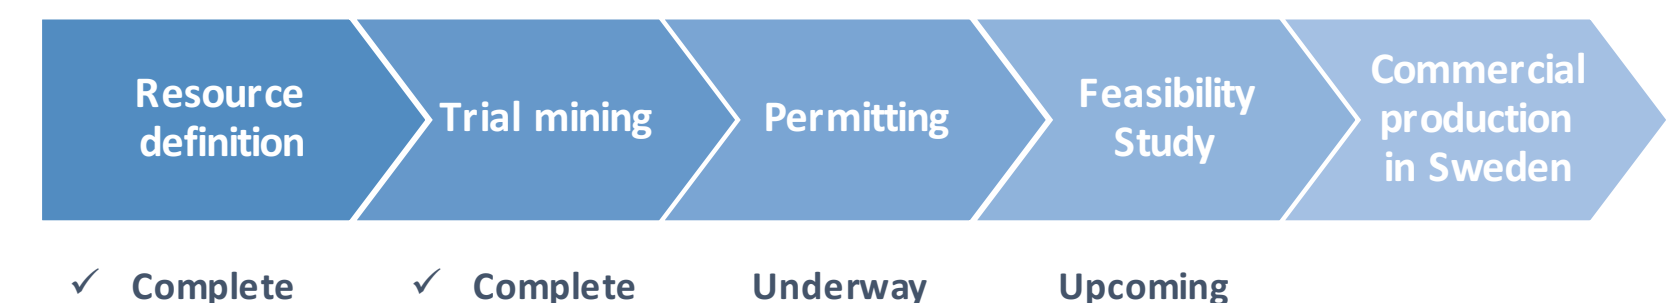 Resource
definition
Trial mining
Permitting
Feasibility
Study
Commercial
production
in Sweden
✓ Complete
✓ Complete
Underway
Upcoming